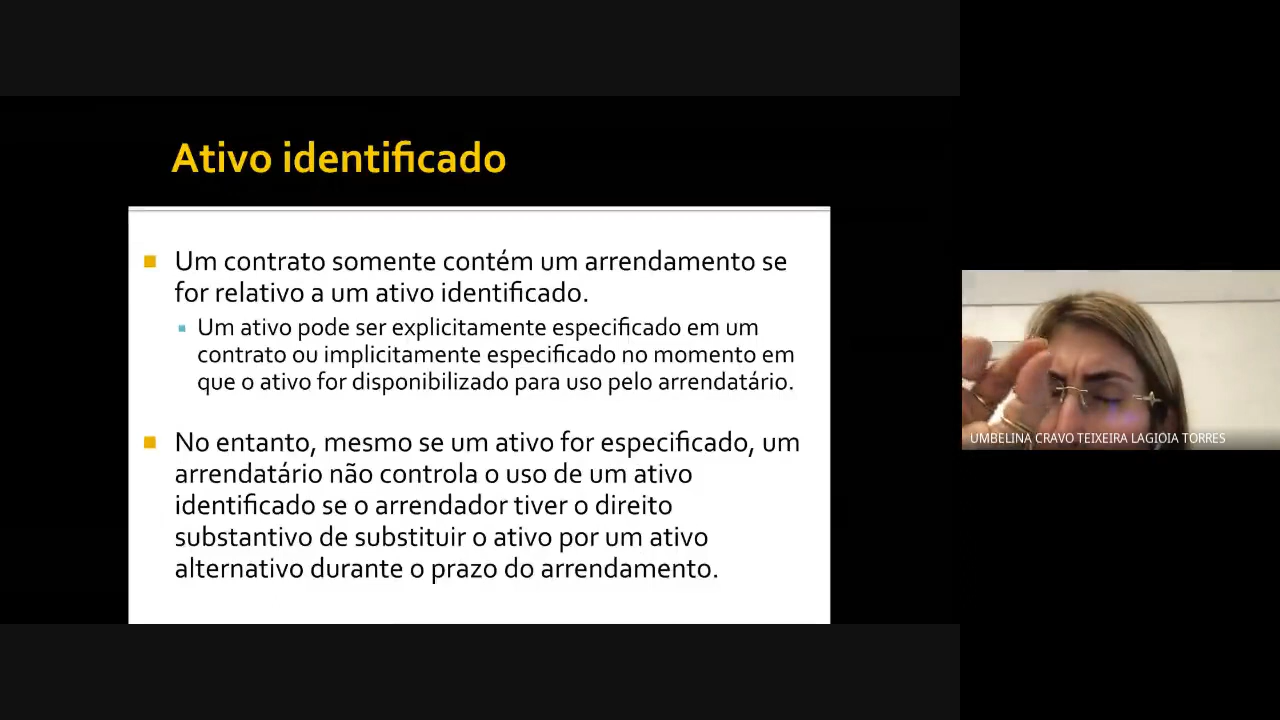 Ativo identificado
Um contrato somente contém um arrendamento se
for relativo a um ativo identificado.
Um ativo pode ser explicitamente especificado em um
contrato ou implicitamente especificado no momento em
que o ativo for disponibilizado para uso pelo arrendatário.
No entanto, mesmo se um ativo for especificado, um
arrendatário não controla o uso de um ativo
identificado se o arrendador tiver o direito
substantivo de substituir o ativo por um ativo
alternativo durante o prazo do arrendamento.
UMBELINA CRAVO TEIXEIRA LAGIOIA TORRES